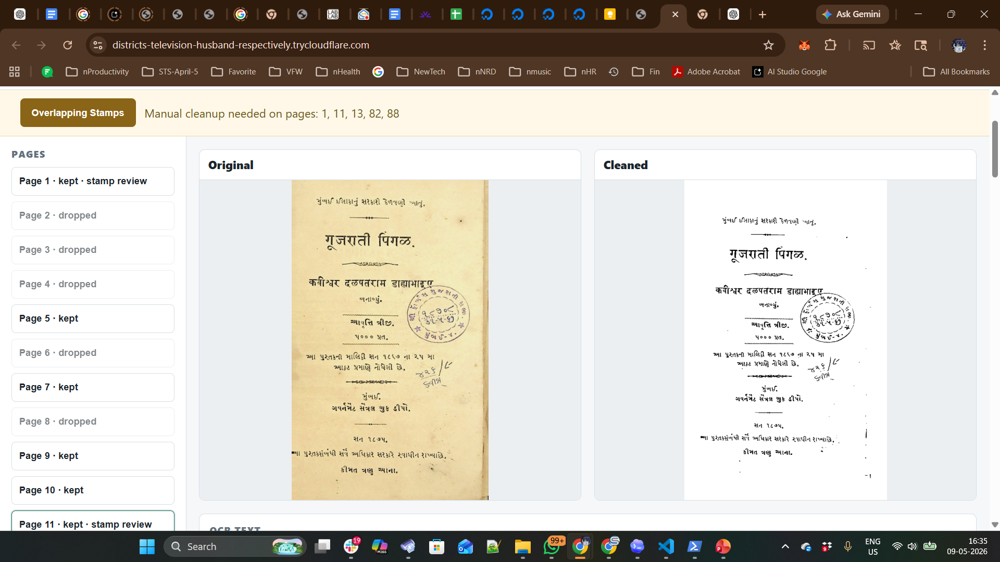 Ask Gemini
districts-television-husband-respectively.trycloudflare.com
nProductivity
STS-April-5
Favorite
VFW
nHealth
NewTech
nNRD
nmusic
nHR
Fin
Adobe Acrobat
AI Studio Google
All Bookmarks
Overlapping Stamps
Manual cleanup needed on pages: 1, 11, 13, 82, 88
PAGES
Page 1 · kept · stamp review
Page 2 · dropped
Page 3 · dropped
Page 4 · dropped
Page 5 · kept
Page 6 · dropped
Page 7 · kept
Page 8 · dropped
Page 9 · kept
Page 10 · kept
Page 11 · kept · stamp review
Original
મુંબઈ ઈલાકાનું સરકારી કેળવણી ખાતું.
गूजराती पिंगळ.
कवीश्वर दलपतराम डाह्याभाइए
બનાવ્યું.
આવૃત્તિ ત્રીજી.
૫૦૦૦ પ્રત.
આ પુસ્તકની માલિકી સન ૧૮૬૭ ના ૨૫ મા
આકટ પ્રમાણે નોંધેલી છે.
મુંબઈ.
ગવર્નમેંટ સેંત્રલ બુક ડીપો.
સન ૧૮૭૫.
આ પુસ્તકસંબંધી સર્વે અધિકાર સરકારે સ્વાધીન રાખ્યાછે.
કીમત ત્રણ આના.
Cleaned
મુંબઈ ઈલાકાનું સરકારી કેળવણી ખાતું.
गूजराती पिंगळ.
कवीश्वर दलपतराम डाह्याभाइए
બનાવ્યું.
આવૃત્તિ ત્રીજી.
૫૦૦૦ પ્રત.
આ પુસ્તકની માલિકી સન ૧૮૬૭ ના ૨૫ મા
આકટ પ્રમાણે નોંધેલી છે.
મુંબઈ.
ગવર્નમેંટ સેંત્રલ બુક ડીપો.
સન ૧૮૭૫.
આ પુસ્તકસંબંધી સર્વે અધિકાર સરકારે સ્વાધીન રાખ્યાછે.
કીમત ત્રણ આના.
OCR TEXT
Search
19
M365
99+
9
ENG
US
16:35
09-05-2026